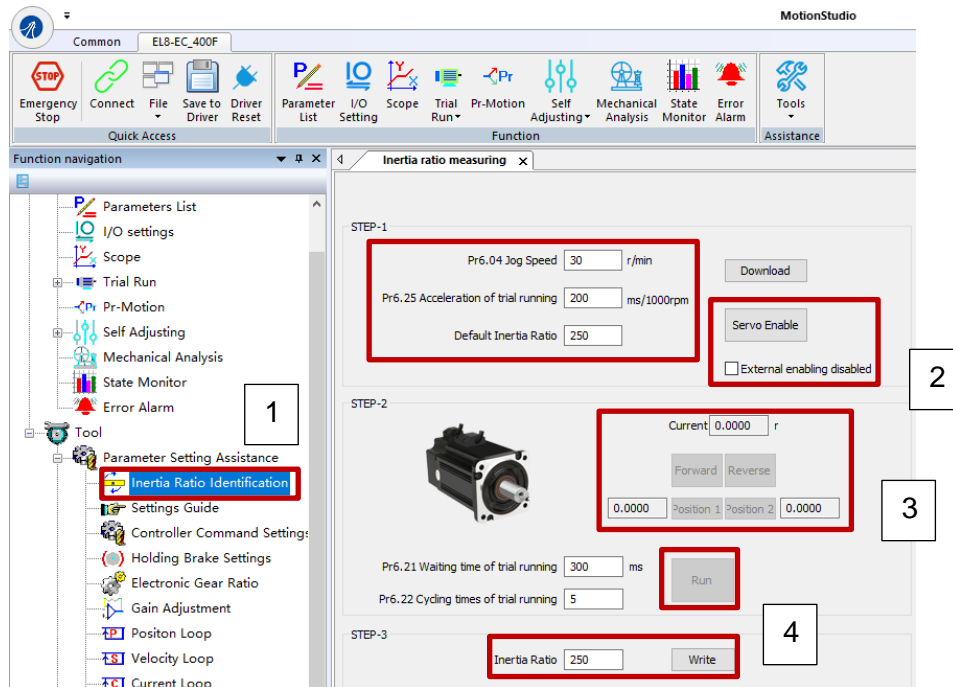 MotionStudio
Common EL8-EC_400F
STOP
Emergency Stop Connect File Save to Driver Driver Reset Parameter List I/O Setting Scope Trial Run Pr-Motion Self Adjusting Mechanical Analysis State Monitor Error Alarm Tools
Quick Access Function Assistance
Function navigation
Inertia ratio measuring x
Parameters List
I/O settings
Scope
Trial Run
Pr-Motion
Self Adjusting
Mechanical Analysis
State Monitor
Error Alarm
Tool
Parameter Setting Assistance
Inertia Ratio Identification
Settings Guide
Controller Command Settings
Holding Brake Settings
Electronic Gear Ratio
Gain Adjustment
Positon Loop
Velocity Loop
Current Loop
1
STEP-1
Pr6.04 Jog Speed 30 r/min
Download
Pr6.25 Acceleration of trial running 200 ms/1000rpm
Servo Enable
Default Inertia Ratio 250
External enabling disabled
2
STEP-2
Current 0.0000 r
Forward Reverse
0.0000 Position 1 Position 2 0.0000
3
Pr6.21 Waiting time of trial running 300 ms
Run
Pr6.22 Cycling times of trial running 5
4
STEP-3
Inertia Ratio 250 Write